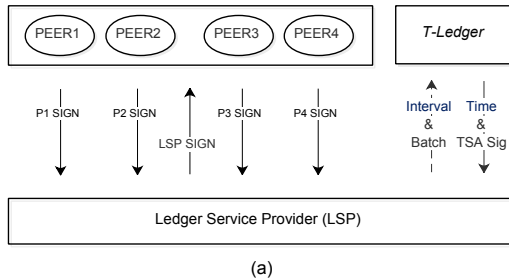 PEER1 PEER2 PEER3 PEER4
T-Ledger
P1 SIGN P2 SIGN P3 SIGN P4 SIGN
LSP SIGN
Interval
&
Batch
Time
&
TSA Sig
Ledger Service Provider (LSP)
(a)